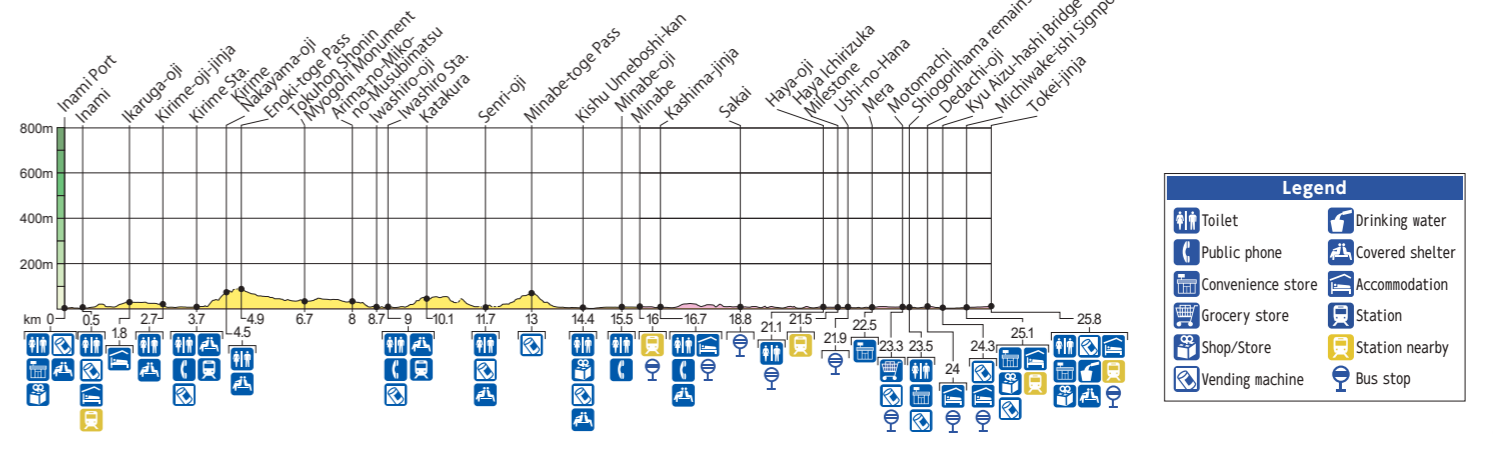 Inami Port
Inami
Ikaruga-oji
Kirime-oji-jinja
Kirime Sta.
Kirime
Nakayama-oji
Enoki-toge Pass
Tokuhon Shonin
Myogohi Monument
Arima-no-Miko-
no-Musubimatsu
Iwashiro-oji
Iwashiro Sta.
Katakura
Senri-oji
Minabe-toge Pass
Kishu Umeboshi-kan
Minabe-oji
Minabe
Kashima-jinja
Sakai
Haya-oji
Haya Ichirizuka
Milestone
Ushi-no-Hana
Mera
Motomachi
Shiogorihama remains
Dedachi-oji
Kyu Aizu-hashi Bridge
Michiwake-ishi Signpo
Tokei-jinja
800m
600m
400m
200m
km 0
0.5
1.8
2.7
3.7
4.5
4.9
6.7
8
8.7
9
10.1
11.7
13
14.4
15.5
16
16.7
18.8
21.1
21.5
21.9
22.5
23.3
23.5
24
24.3
25.1
25.8
Legend
Toilet
Drinking water
Public phone
Covered shelter
Convenience store
Accommodation
Grocery store
Station
Shop/Store
Station nearby
Vending machine
Bus stop